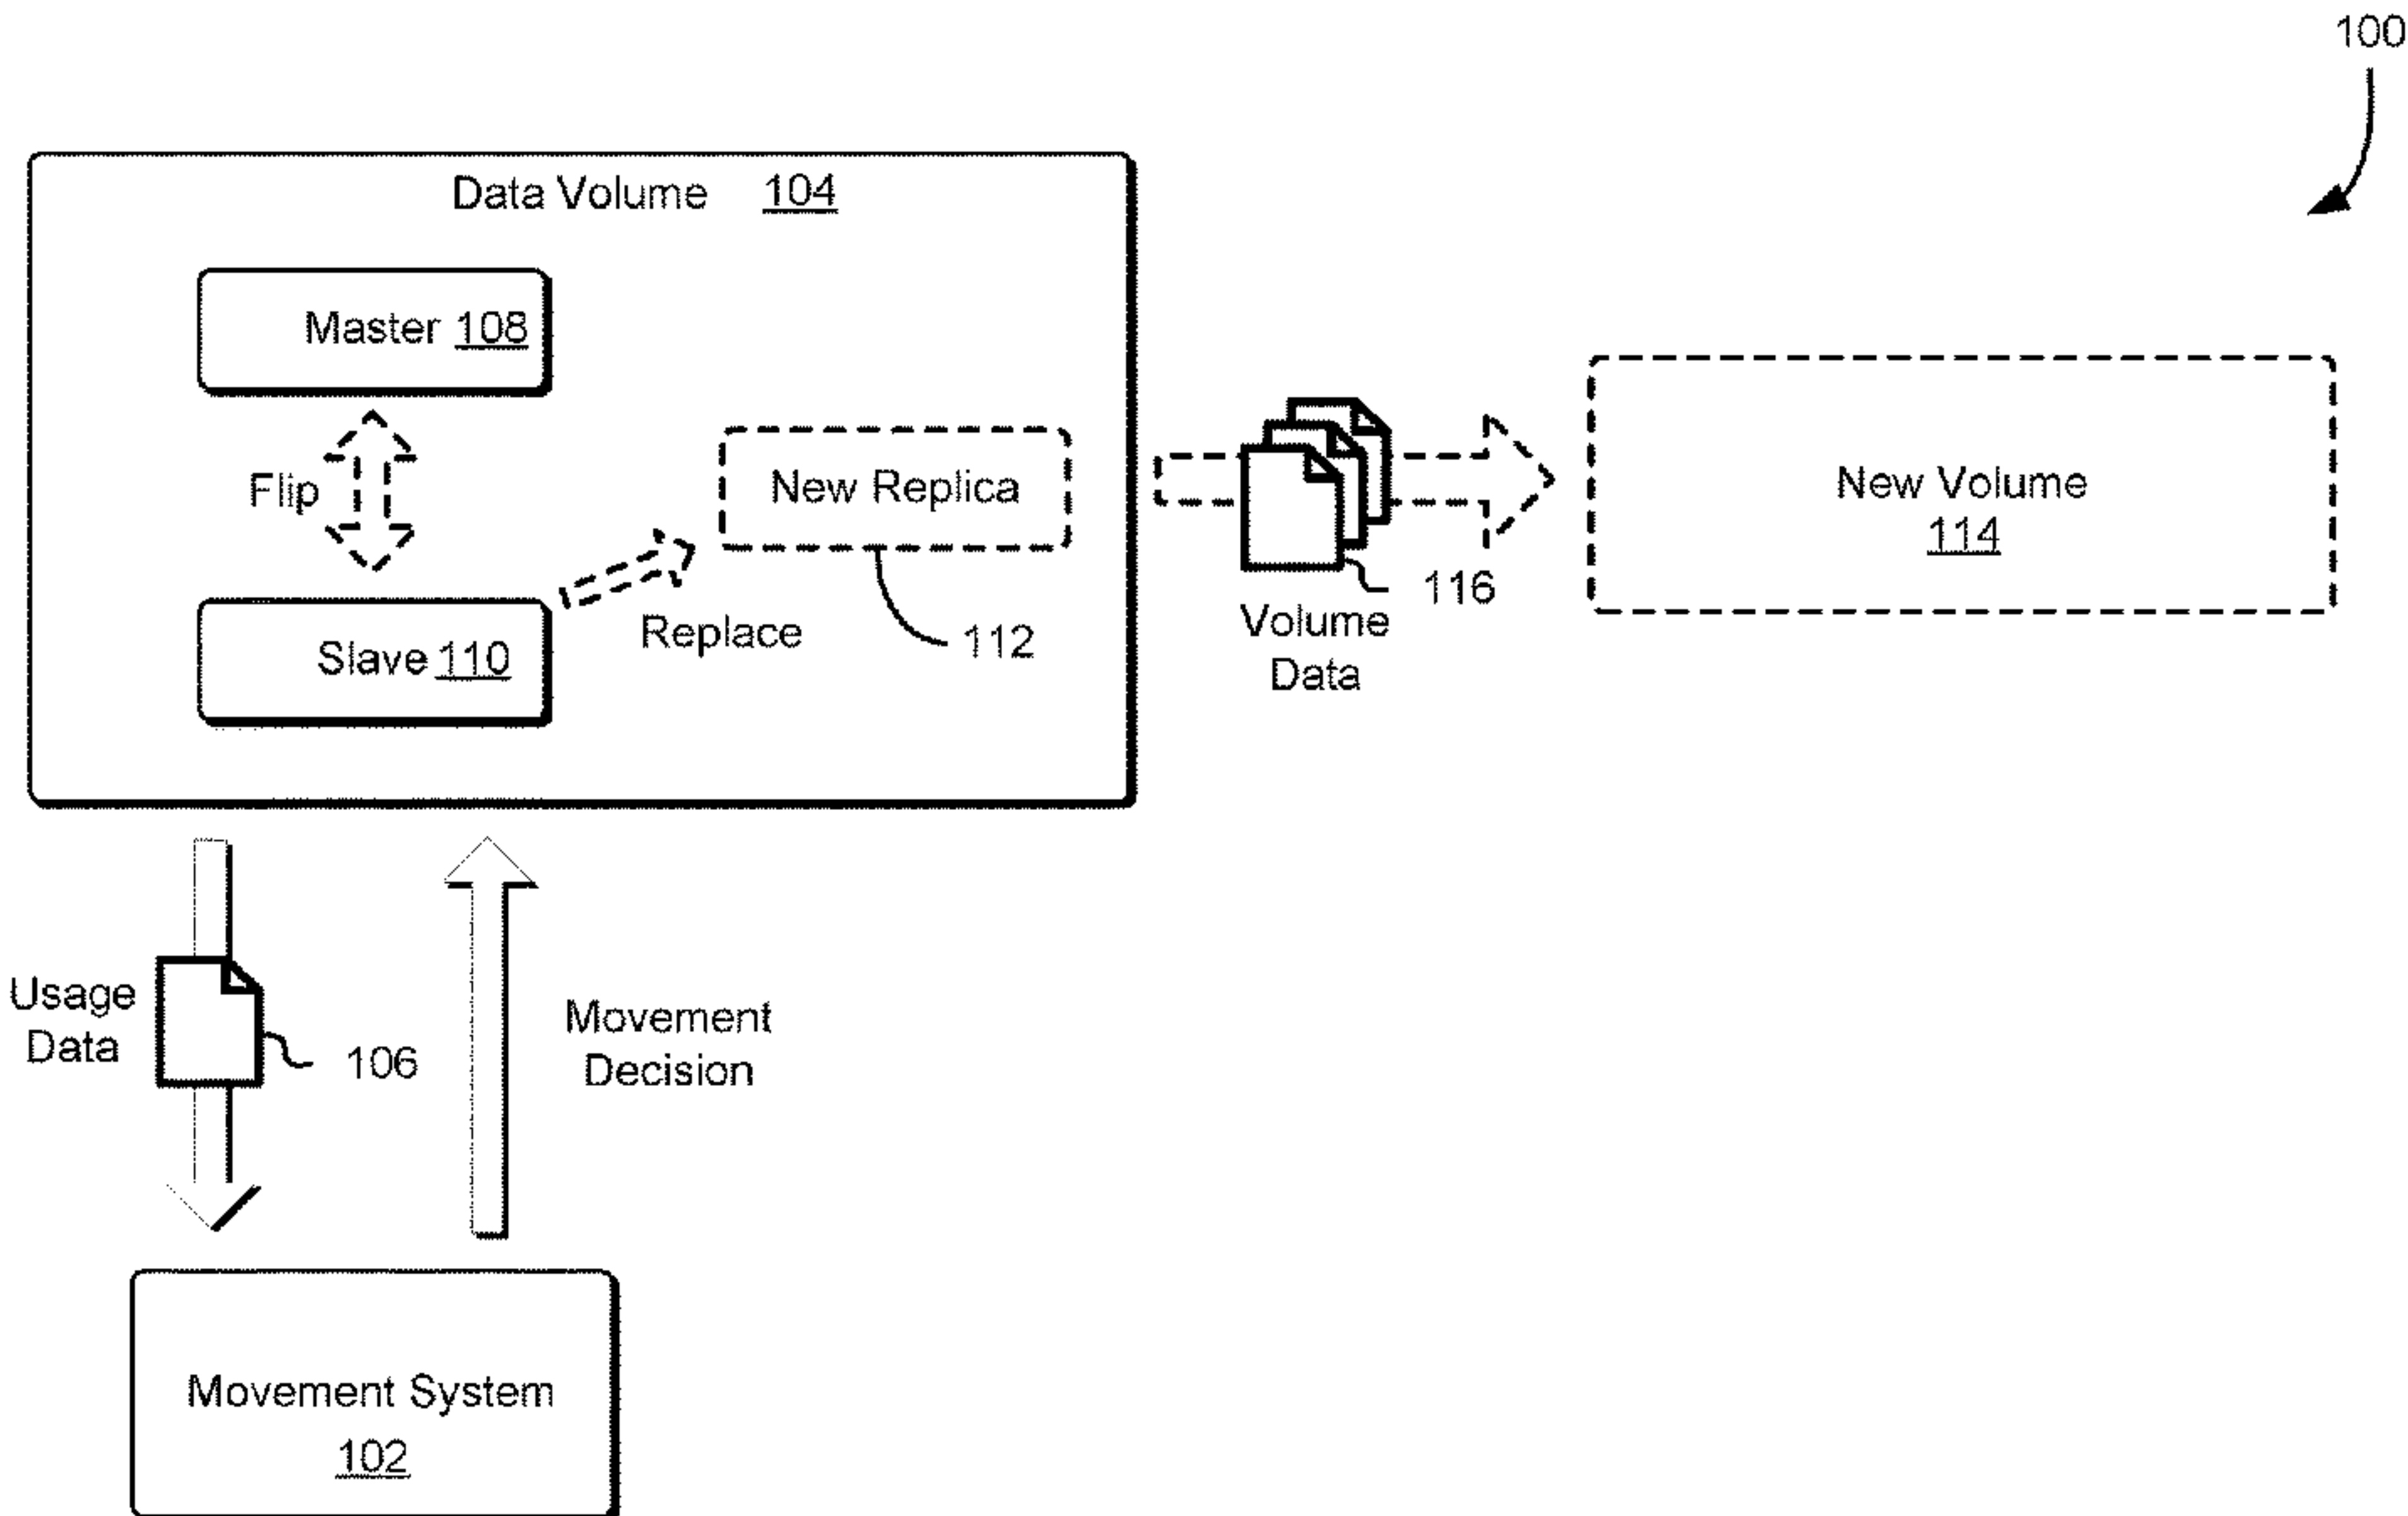 100
Data Volume 104
Master 108
Flip
New Replica
New Volume
114
116
Replace
112
Volume
Data
Slave 110
Usage
Data
106
Movement
Decision
Movement System
102